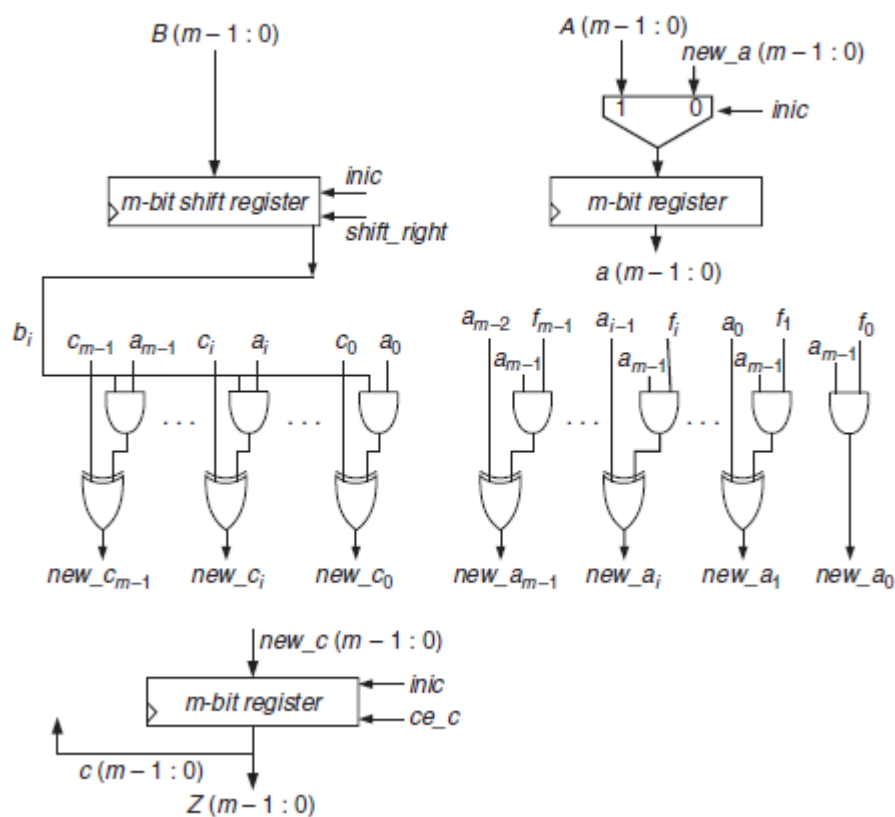 B (m – 1 : 0)
A (m – 1 : 0)
new_a (m – 1 : 0)
1 0
inic
m-bit shift register
inic
shift_right
m-bit register
a (m – 1 : 0)
b_i
c_{m–1} a_{m–1} c_i a_i c_0 a_0
a_{m–2} f_{m–1} a_{i–1} f_i a_0 f_1 f_0
a_{m–1} a_{m–1} a_{m–1} a_{m–1}
. . . . . . . . . . . .
new_c_{m–1} new_c_i new_c_0
new_a_{m–1} new_a_i new_a_1 new_a_0
new_c (m – 1 : 0)
m-bit register
inic
ce_c
c (m – 1 : 0)
Z (m – 1 : 0)